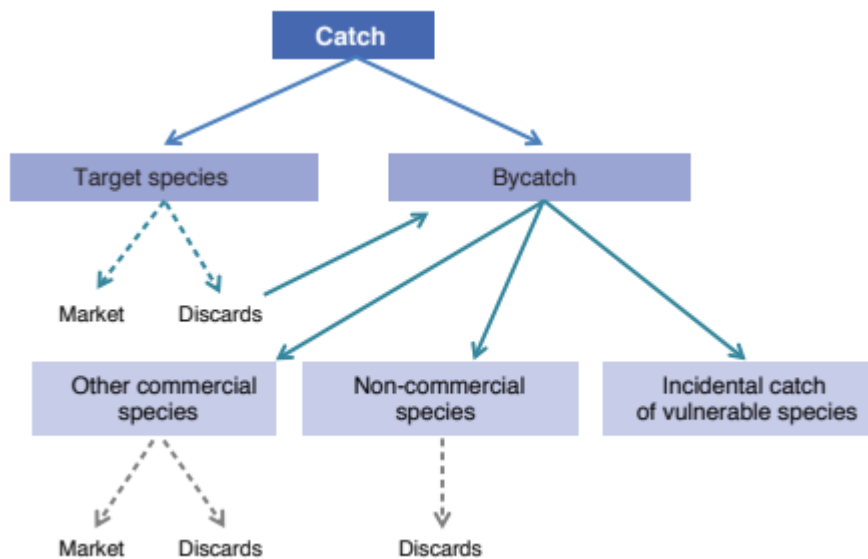 Catch
Target species
Bycatch
Market
Discards
Other commercial
species
Non-commercial
species
Incidental catch
of vulnerable species
Market
Discards
Discards